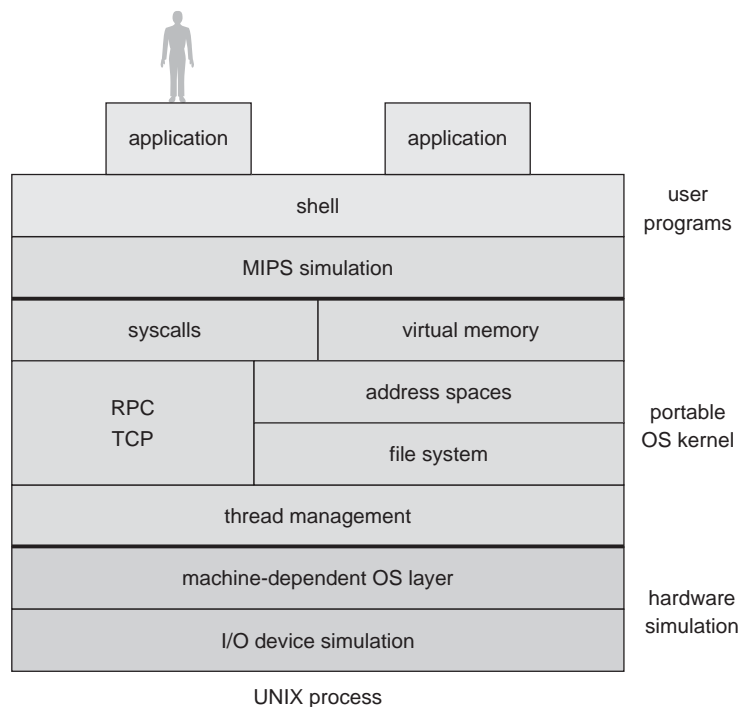 application
application
shell
user
programs
MIPS simulation
syscalls
virtual memory
RPC
TCP
address spaces
file system
portable
OS kernel
thread management
machine-dependent OS layer
I/O device simulation
hardware
simulation
UNIX process